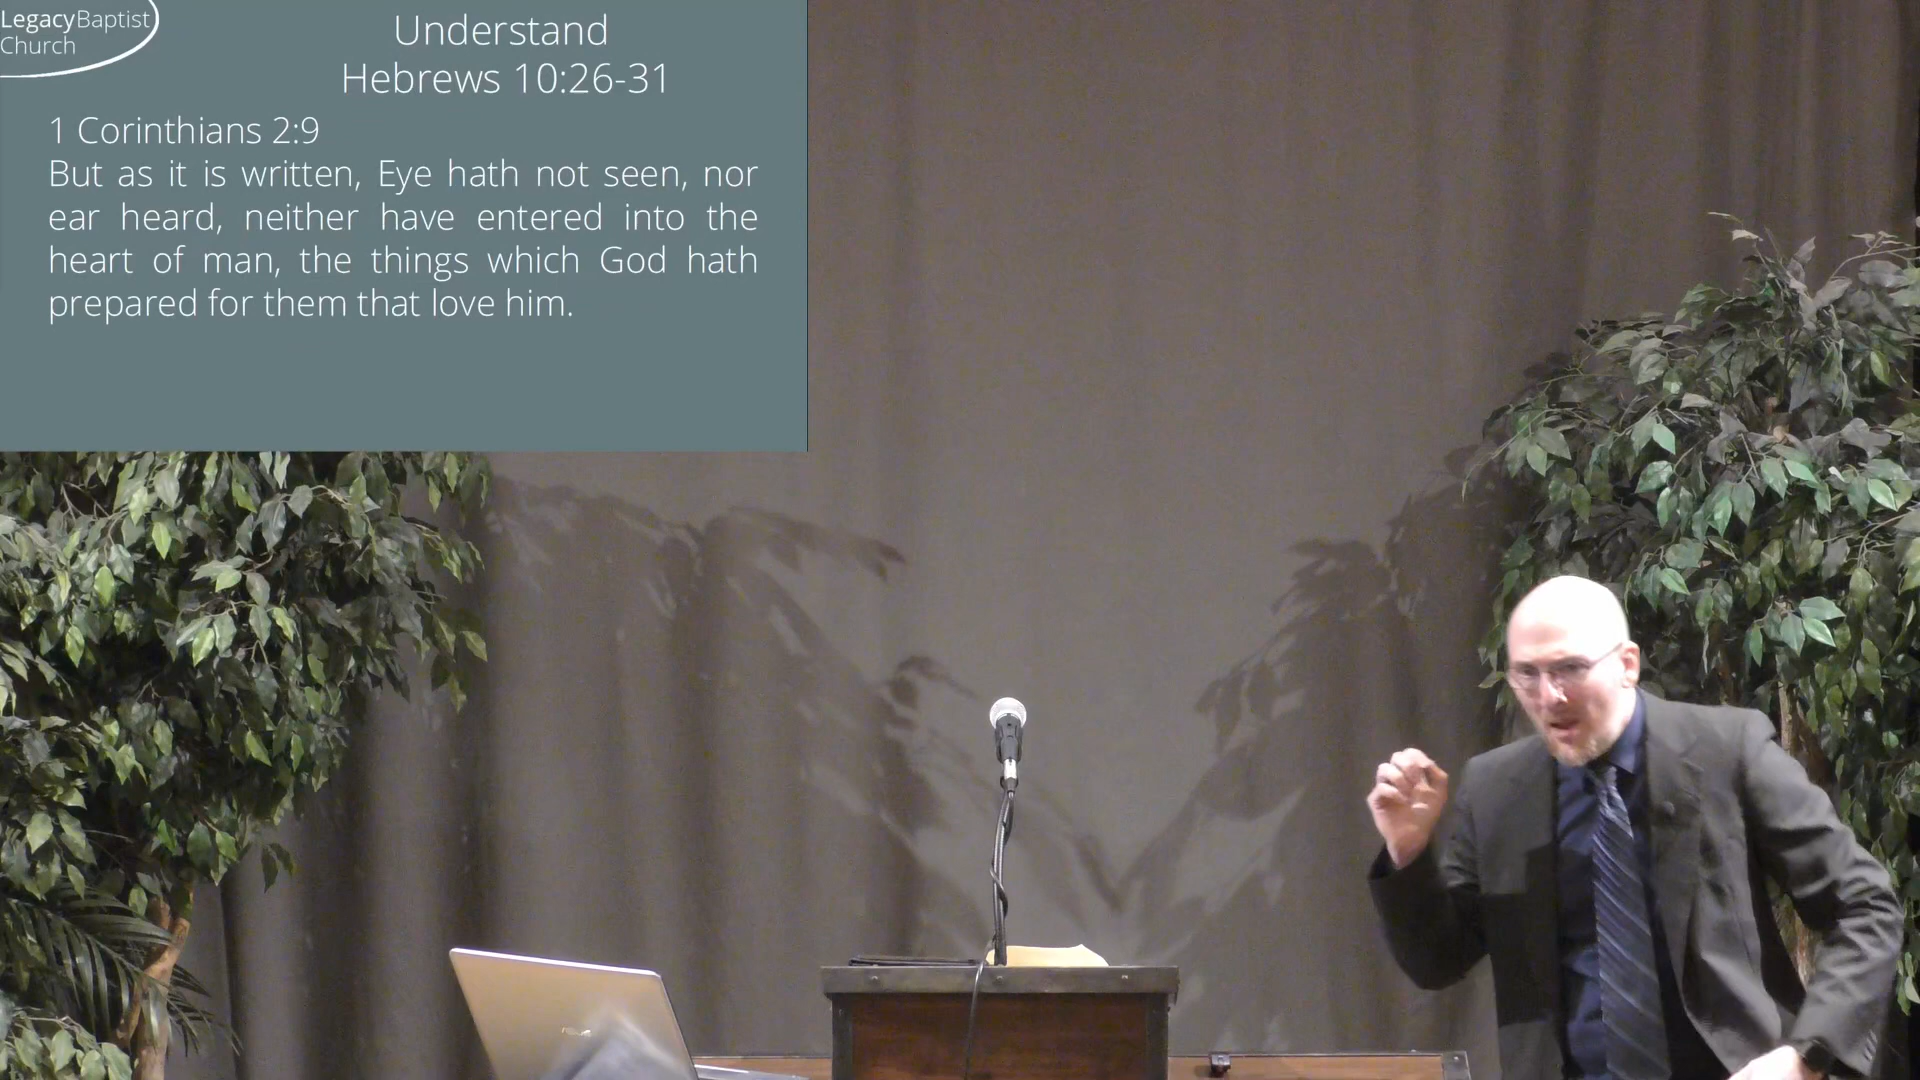 LegacyBaptist
Church
Understand
Hebrews 10:26-31
1 Corinthians 2:9
But as it is written, Eye hath not seen, nor
ear heard, neither have entered into the
heart of man, the things which God hath
prepared for them that love him.